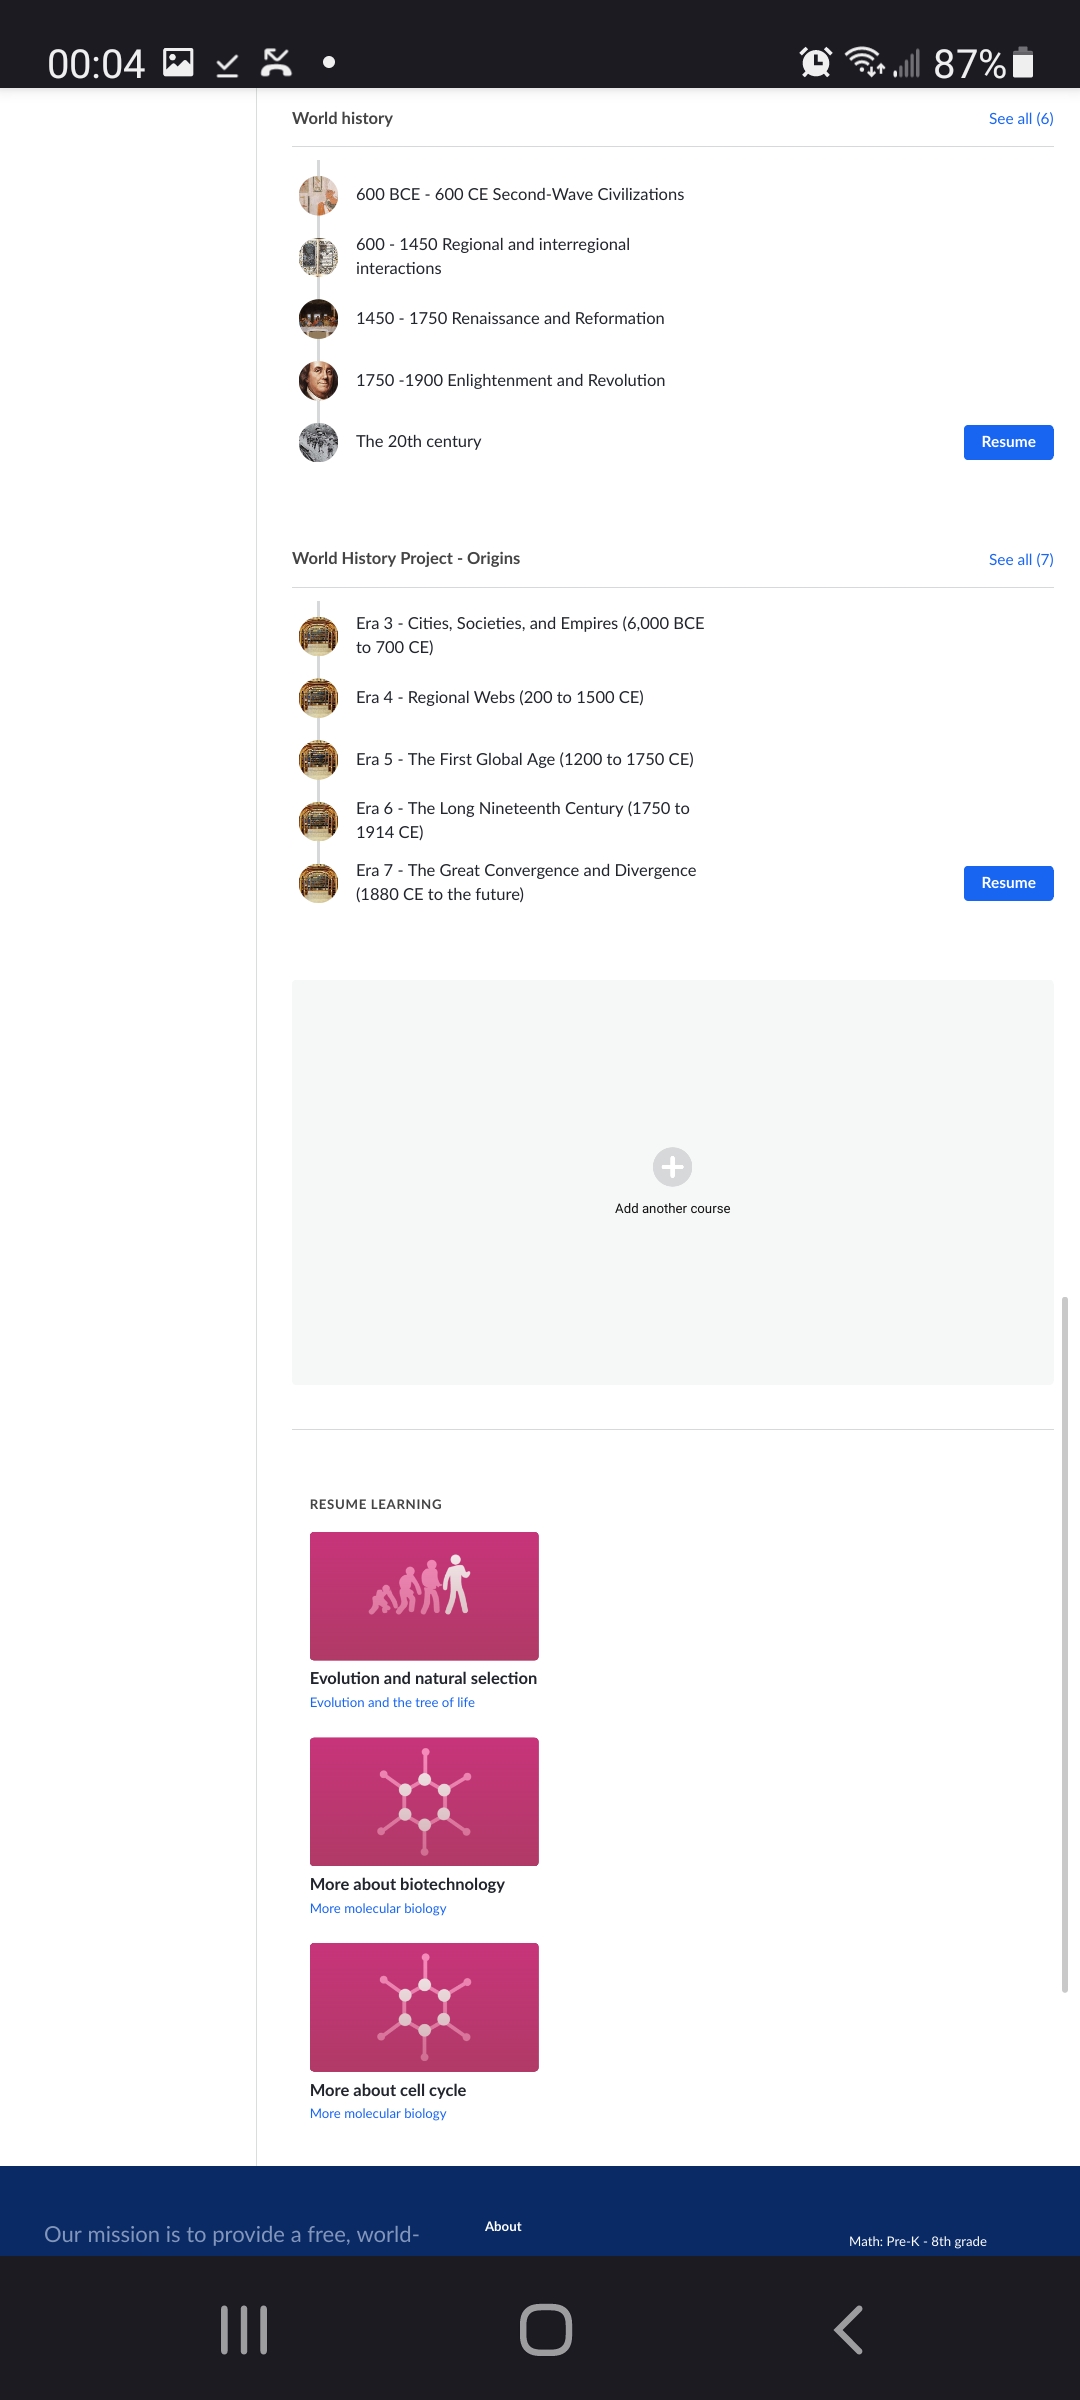 00:04
87%
World history
See all (6)
600 BCE - 600 CE Second-Wave Civilizations
600 - 1450 Regional and interregional
interactions
1450 - 1750 Renaissance and Reformation
1750 -1900 Enlightenment and Revolution
The 20th century
Resume
World History Project - Origins
See all (7)
Era 3 - Cities, Societies, and Empires (6,000 BCE
to 700 CE)
Era 4 - Regional Webs (200 to 1500 CE)
Era 5 - The First Global Age (1200 to 1750 CE)
Era 6 - The Long Nineteenth Century (1750 to
1914 CE)
Era 7 - The Great Convergence and Divergence
(1880 CE to the future)
Resume
Add another course
RESUME LEARNING
Evolution and natural selection
Evolution and the tree of life
More about biotechnology
More molecular biology
More about cell cycle
More molecular biology
Our mission is to provide a free, world-
About
Math: Pre-K - 8th grade